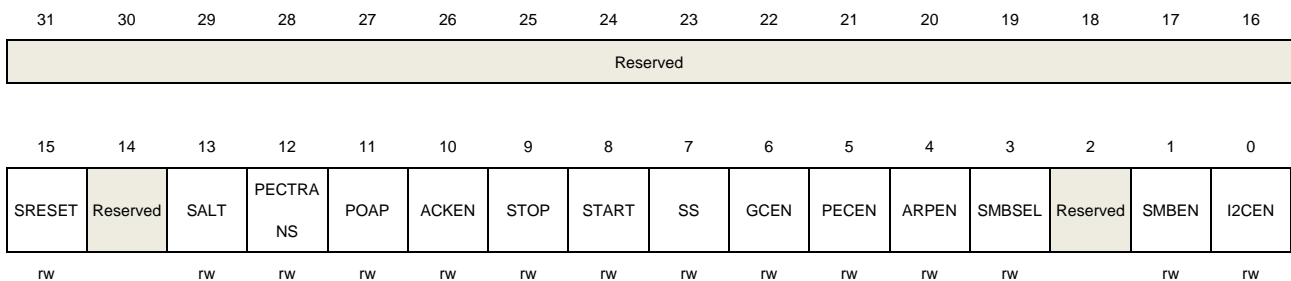 31 30 29 28 27 26 25 24 23 22 21 20 19 18 17 16
Reserved
15 14 13 12 11 10 9 8 7 6 5 4 3 2 1 0
SRESET Reserved SALT PECTRA NS POAP ACKEN STOP START SS GCEN PECEN ARPEN SMBSEL Reserved SMBEN I2CEN
rw rw rw rw rw rw rw rw rw rw rw rw rw rw